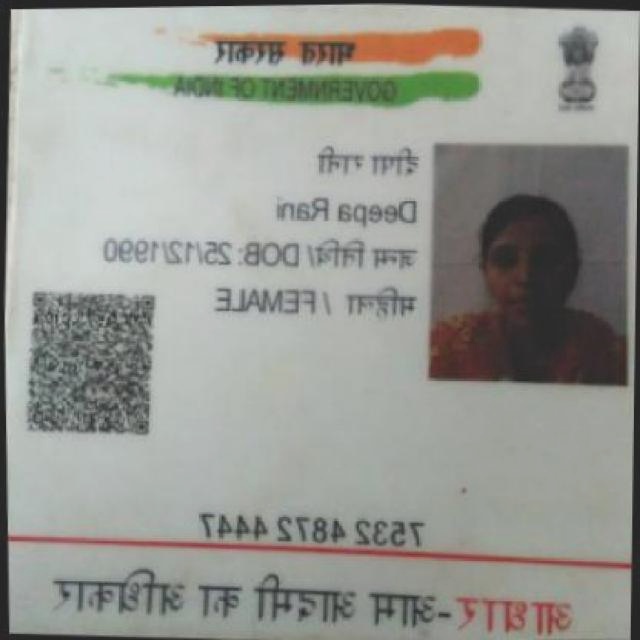 भारत सरकार
GOVERNMENT OF INDIA
दीपा रानी
Deepa Rani
जन्म तिथि/ DOB: 25/12/1990
महिला / FEMALE
7532 4872 4447
आधार-आम आदमी का अधिकार